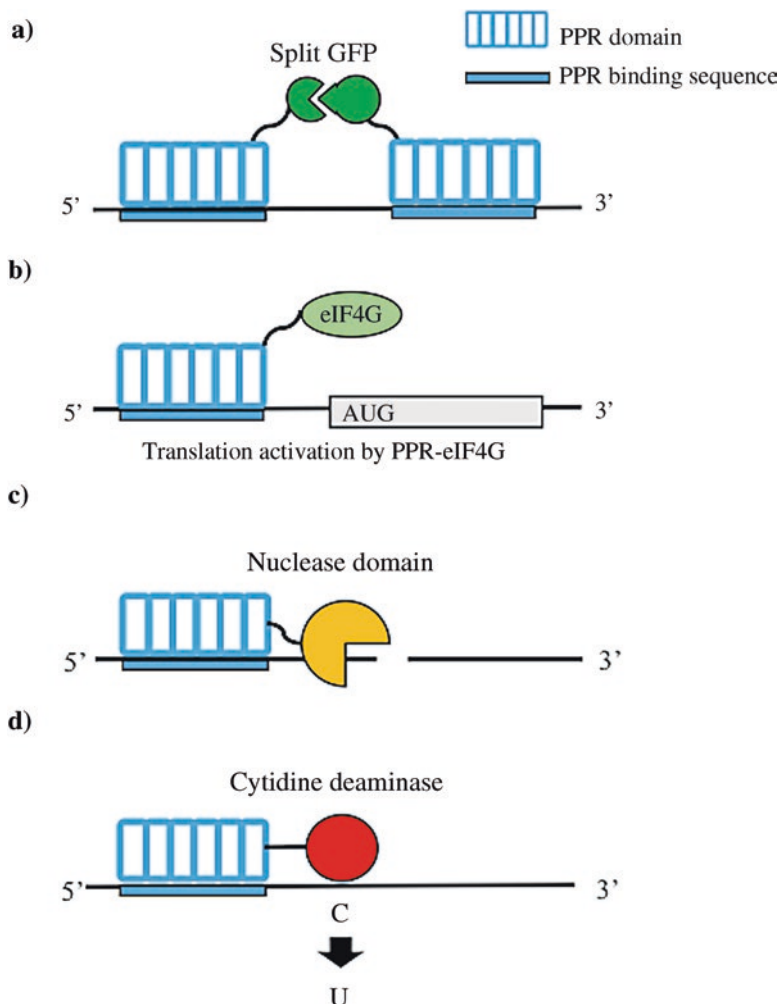 a)
Split GFP
PPR domain
PPR binding sequence
5’
3’
b)
eIF4G
5’
AUG
3’
Translation activation by PPR-eIF4G
c)
Nuclease domain
5’
3’
d)
Cytidine deaminase
5’
3’
C
U